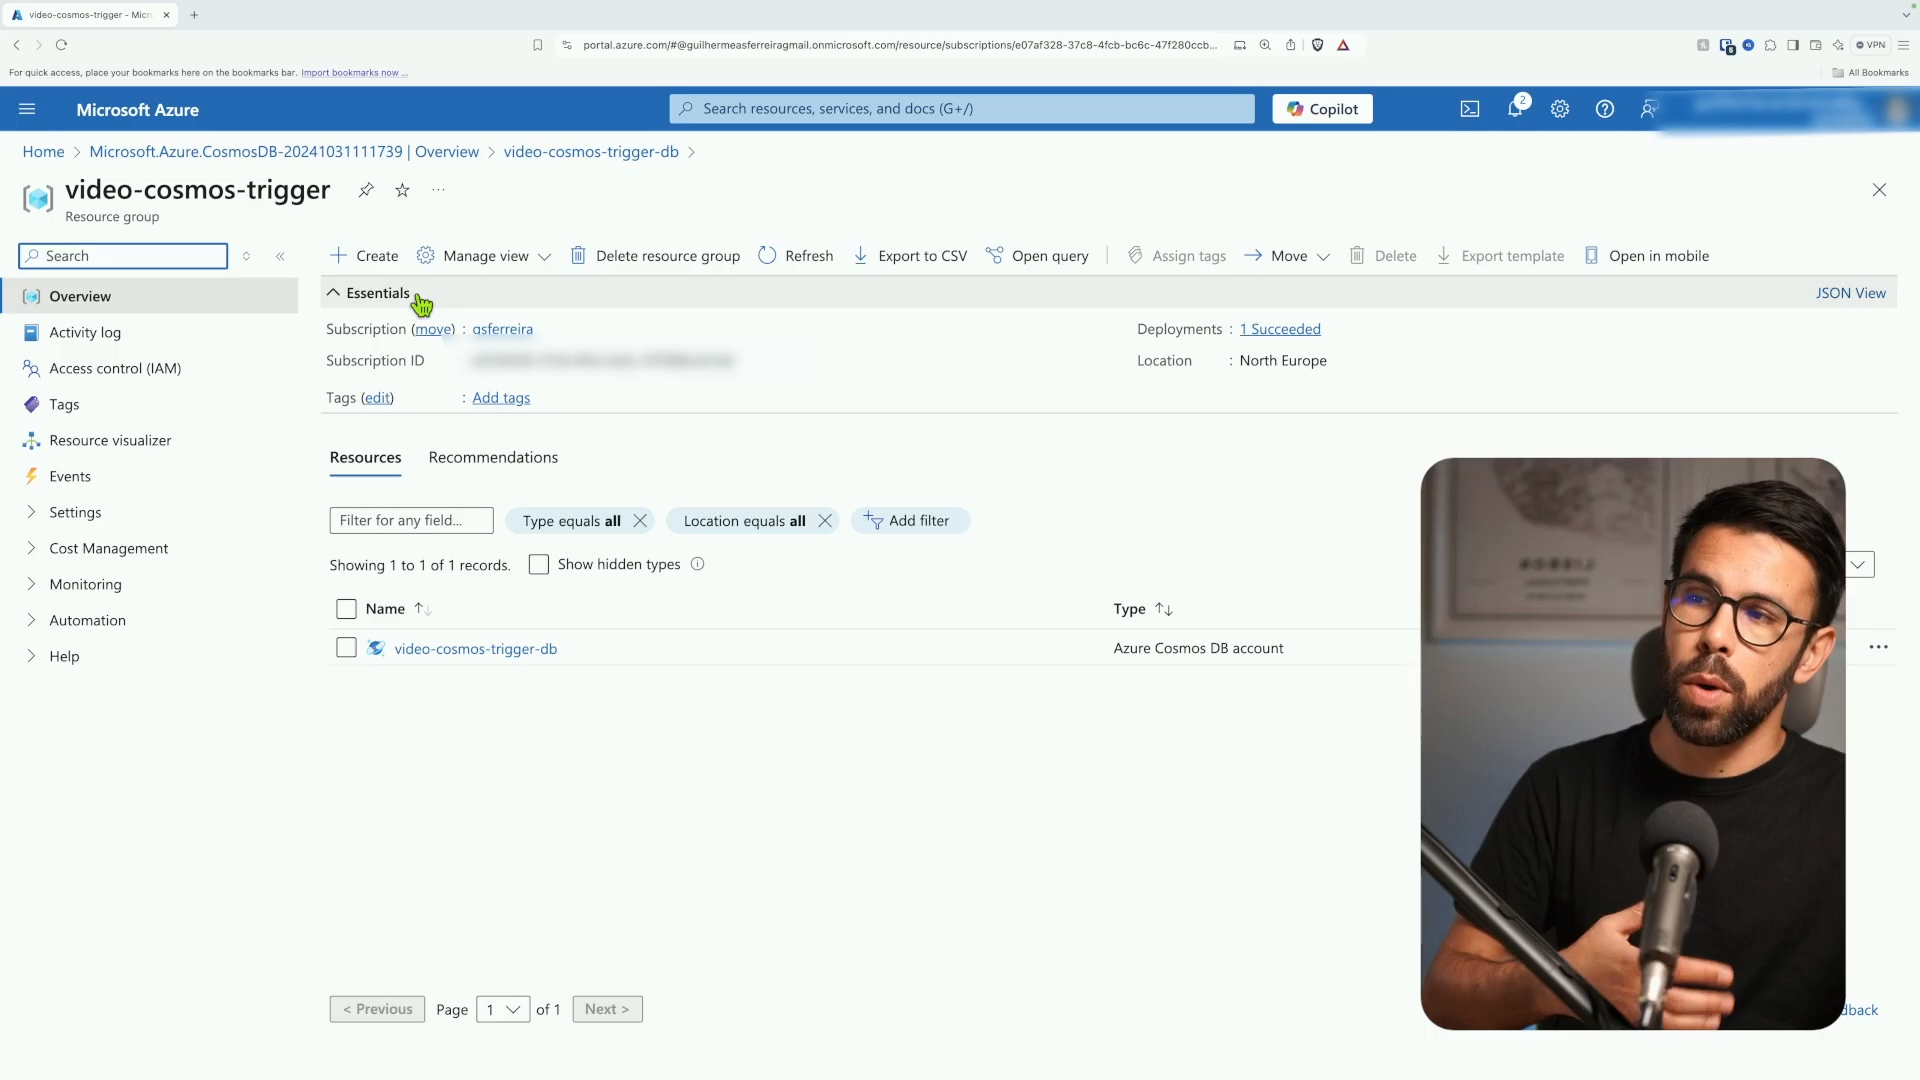 video-cosmos-trigger - Micr
portal.azure.com/#@guilhermeasferreiragmail.onmicrosoft.com/resource/subscriptions/e07af328-37c8-4fcb-bc6c-47f280ccb...
VPN
For quick access, place your bookmarks here on the bookmarks bar. Import bookmarks now ...
All Bookmarks
Microsoft Azure
Search resources, services, and docs (G+/)
Copilot
2
Home > Microsoft.Azure.CosmosDB-20241031111739 | Overview > video-cosmos-trigger-db >
video-cosmos-trigger
Resource group
Search
Create
Manage view
Delete resource group
Refresh
Export to CSV
Open query
Assign tags
Move
Delete
Export template
Open in mobile
Overview
Activity log
Access control (IAM)
Tags
Resource visualizer
Events
Settings
Cost Management
Monitoring
Automation
Help
Essentials
JSON View
Subscription (move) : gsferreira
Deployments : 1 Succeeded
Subscription ID
Location : North Europe
Tags (edit) : Add tags
Resources
Recommendations
Filter for any field...
Type equals all
Location equals all
Add filter
Showing 1 to 1 of 1 records.
Show hidden types
Name
Type
video-cosmos-trigger-db
Azure Cosmos DB account
< Previous
Page 1 of 1
Next >
dback